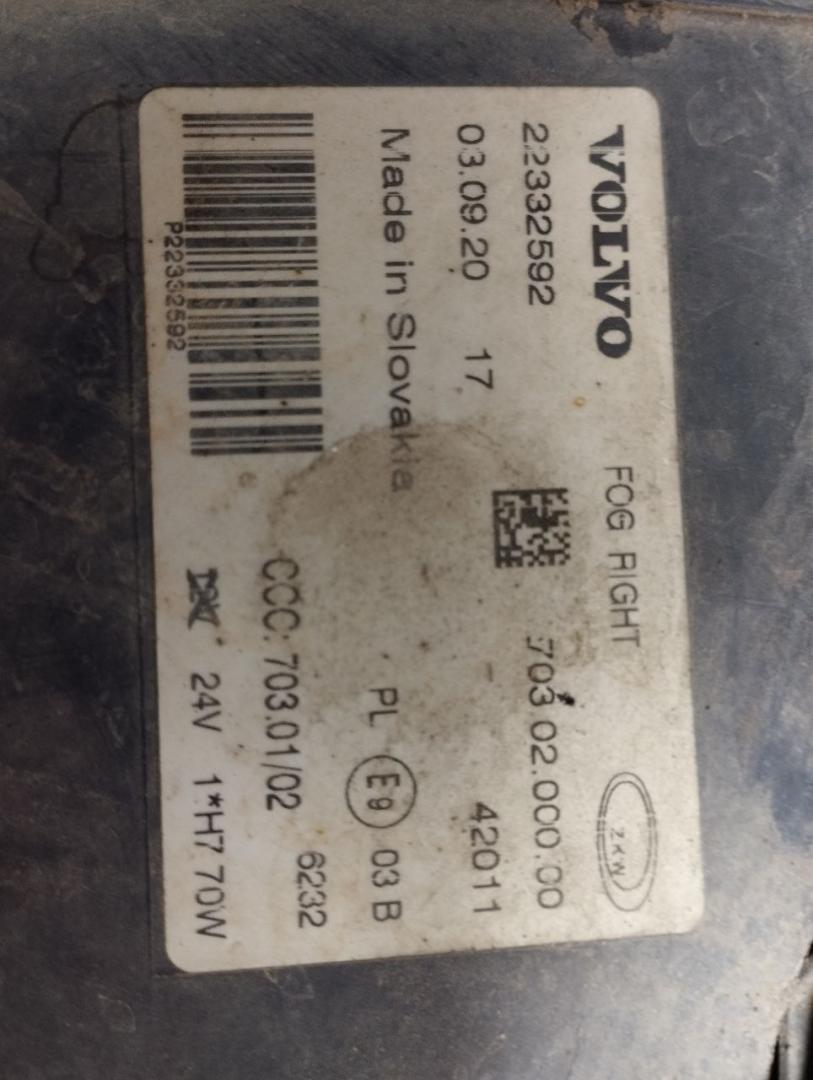 VOLVO FOG RIGHT ZKW
22332592 703.02.000.00
03.09.20 17 42011
Made in Slovakia PL E9 03 B
CCC: 703.01/02 6232
24V 1*H7 70W
P22332592